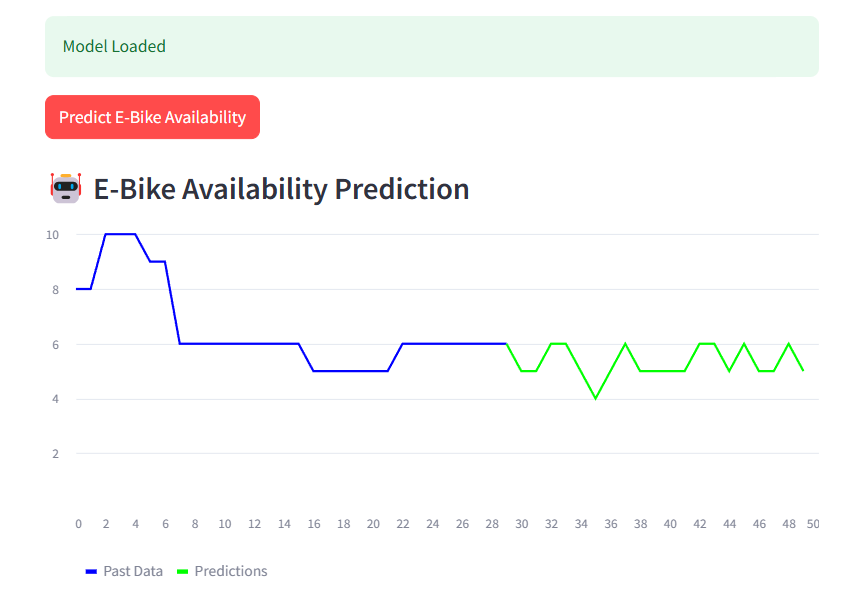 Model Loaded
Predict E-Bike Availability
E-Bike Availability Prediction
10
8
6
4
2
0 2 4 6 8 10 12 14 16 18 20 22 24 26 28 30 32 34 36 38 40 42 44 46 48 50
Past Data Predictions